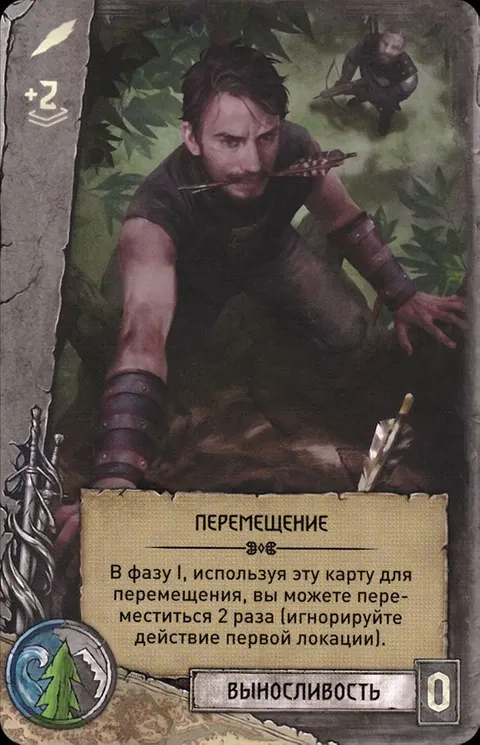 +2
ПЕРЕМЕЩЕНИЕ
В фазу I, используя эту карту для
перемещения, вы можете пере-
меститься 2 раза (игнорируйте
действие первой локации).
ВЫНОСЛИВОСТЬ
0